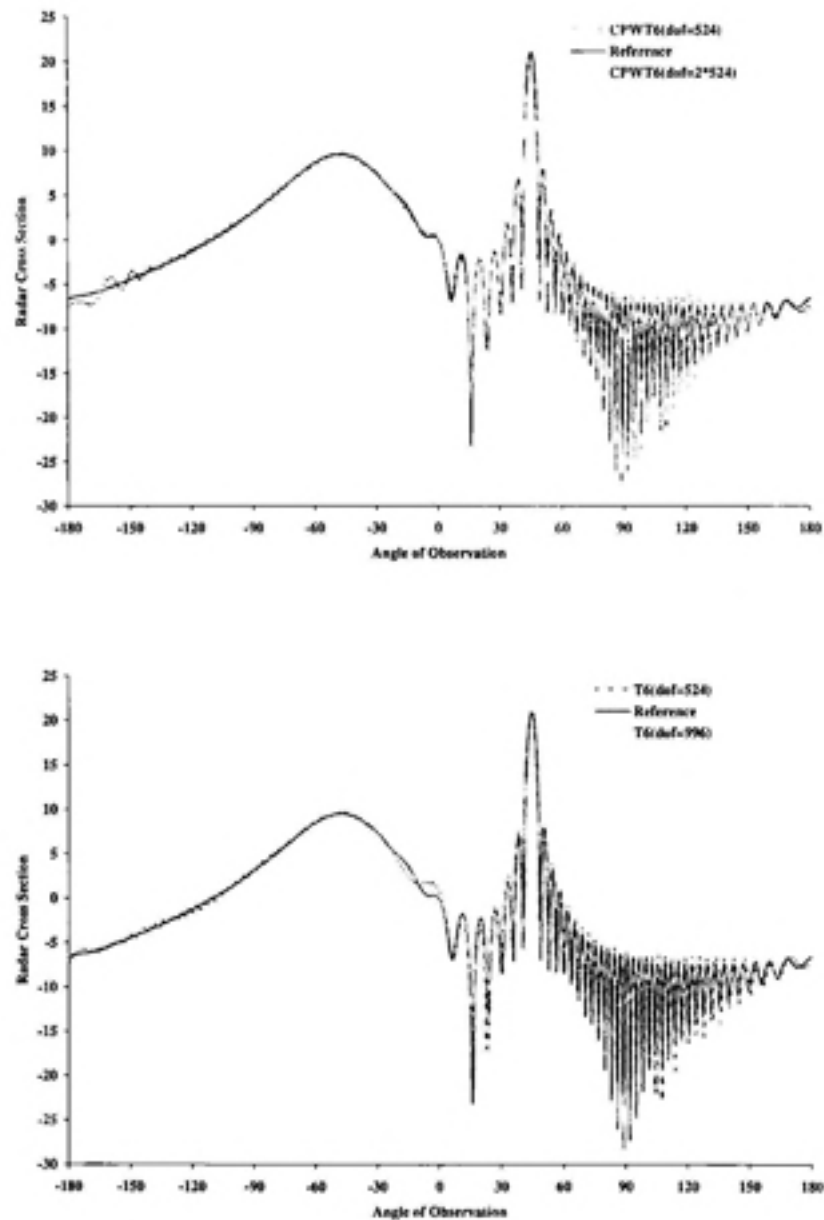 25
20
15
10
5
0
-5
-10
-15
-20
-25
-30
Radar Cross Section
CPWT6(dof=524)
Reference
CPWT6(dof=2*524)
-180 -150 -120 -90 -60 -30 0 30 60 90 120 150 180
Angle of Observation
25
20
15
10
5
0
-5
-10
-15
-20
-25
-30
Radar Cross Section
T6(dof=524)
Reference
T6(dof=996)
-180 -150 -120 -90 -60 -30 0 30 60 90 120 150 180
Angle of Observation